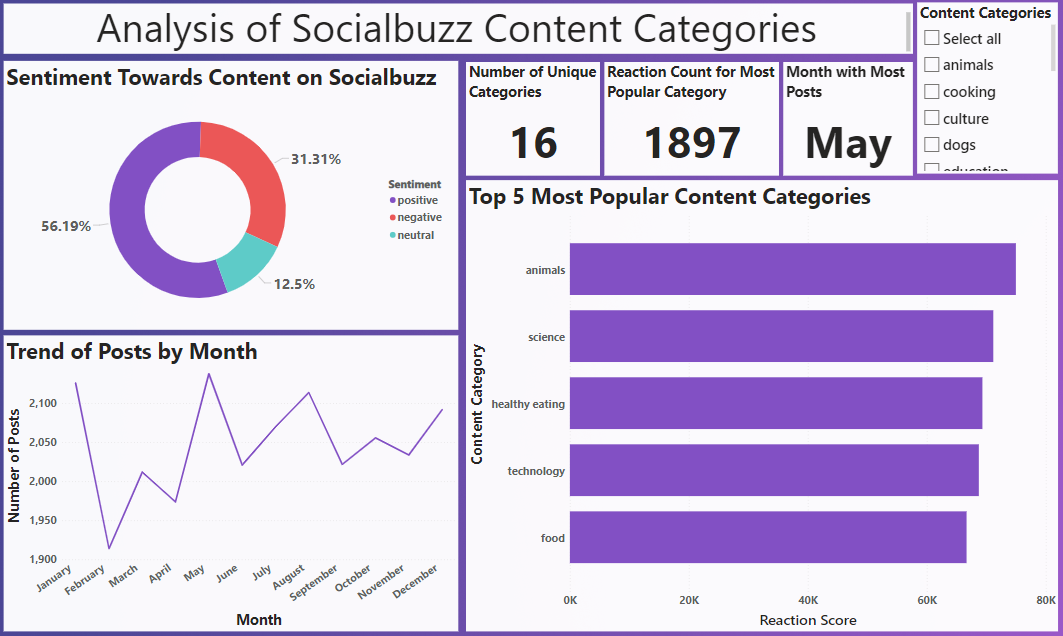 Analysis of Socialbuzz Content Categories
Content Categories
Select all
animals
cooking
culture
dogs
education
Sentiment Towards Content on Socialbuzz
31.31%
56.19%
12.5%
Sentiment
positive
negative
neutral
Number of Unique
Categories
16
Reaction Count for Most
Popular Category
1897
Month with Most
Posts
May
Trend of Posts by Month
Number of Posts
2,100
2,050
2,000
1,950
1,900
January
February
March
April
May
June
July
August
September
October
November
December
Month
Top 5 Most Popular Content Categories
Content Category
animals
science
healthy eating
technology
food
0K
20K
40K
60K
80K
Reaction Score